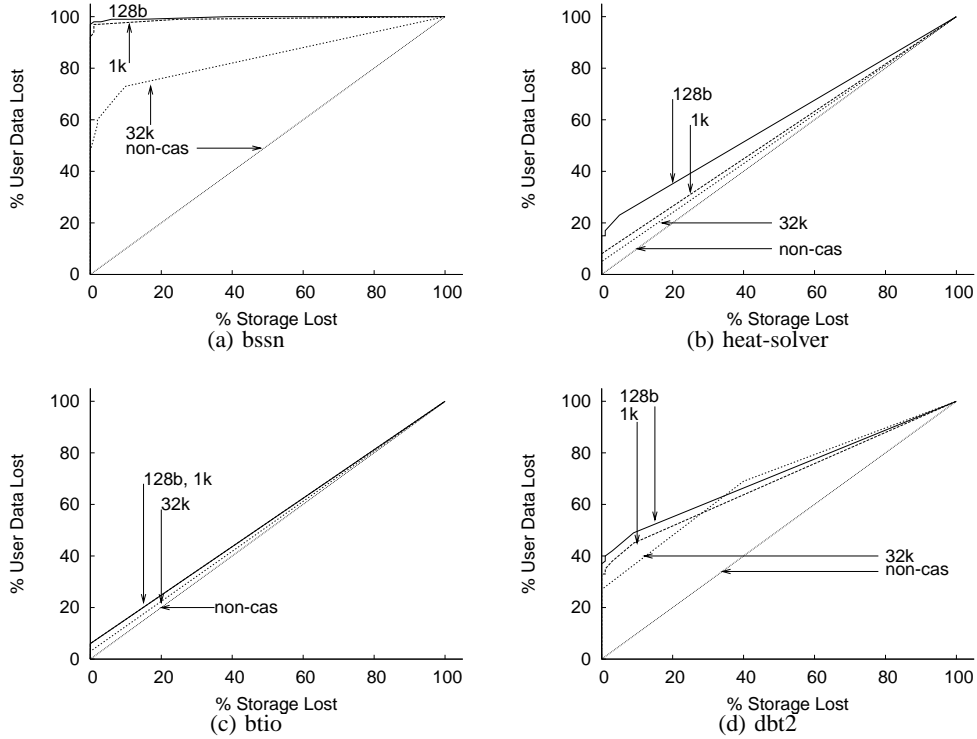 % User Data Lost
100
80
60
40
20
0
128b
1k
32k
non-cas
0 20 40 60 80 100
% Storage Lost
(a) bssn
% User Data Lost
100
80
60
40
20
0
128b
1k
32k
non-cas
0 20 40 60 80 100
% Storage Lost
(b) heat-solver
% User Data Lost
100
80
60
40
20
0
128b, 1k
32k
non-cas
0 20 40 60 80 100
% Storage Lost
(c) btio
% User Data Lost
100
80
60
40
20
0
128b
1k
32k
non-cas
0 20 40 60 80 100
% Storage Lost
(d) dbt2